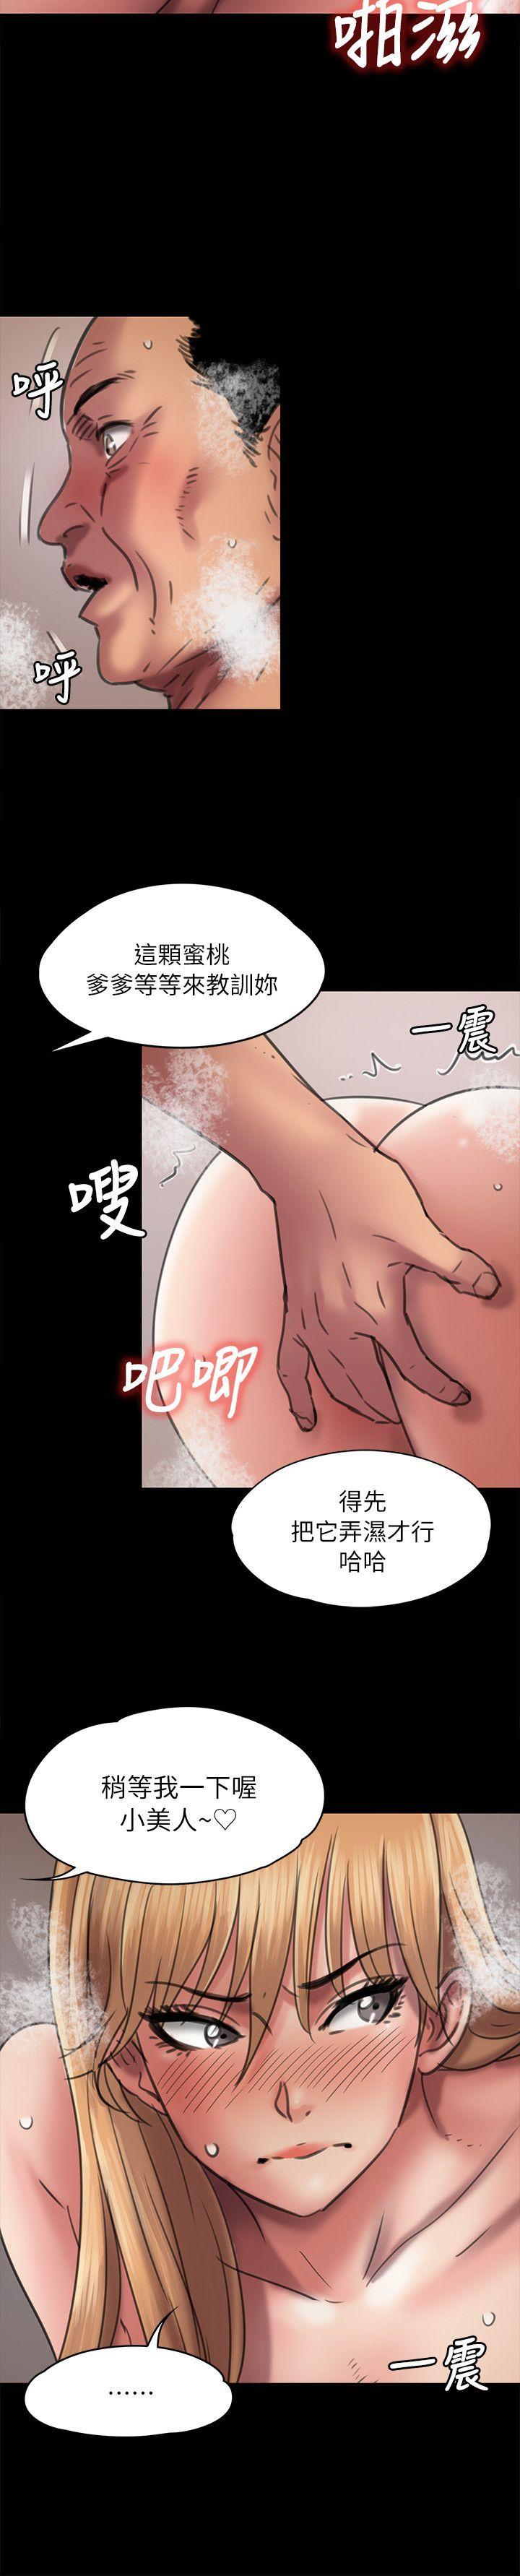 啪滋
呼
呼
這顆蜜桃
爹爹等等來教訓妳
一震
嗖
吧唧
得先
把它弄濕才行
哈哈
稍等我一下喔
小美人~♡
一震
……